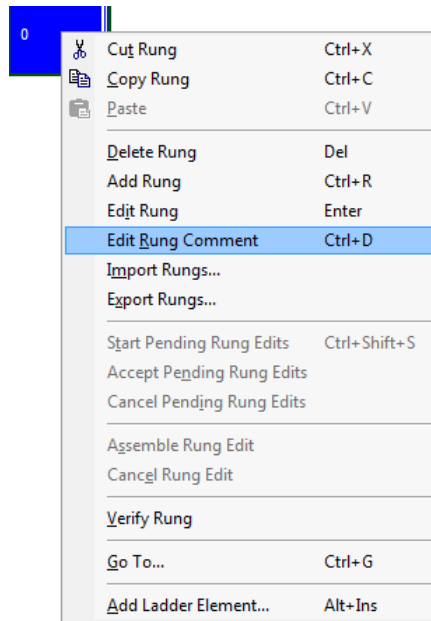 0
Cut Rung Ctrl+X
Copy Rung Ctrl+C
Paste Ctrl+V
Delete Rung Del
Add Rung Ctrl+R
Edit Rung Enter
Edit Rung Comment Ctrl+D
Import Rungs...
Export Rungs...
Start Pending Rung Edits Ctrl+Shift+S
Accept Pending Rung Edits
Cancel Pending Rung Edits
Assemble Rung Edit
Cancel Rung Edit
Verify Rung
Go To... Ctrl+G
Add Ladder Element... Alt+Ins